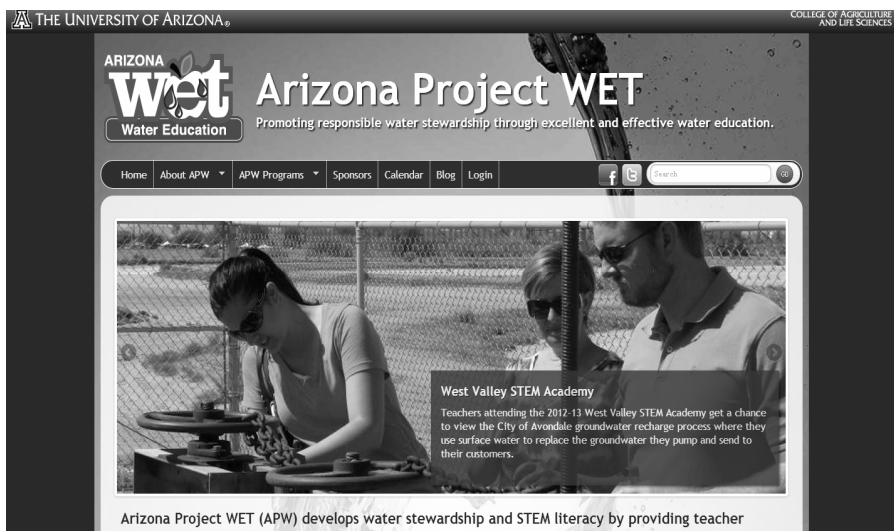 THE UNIVERSITY OF ARIZONA®
COLLEGE OF AGRICULTURE
AND LIFE SCIENCES
ARIZONA
wet
Water Education
Arizona Project WET
Promoting responsible water stewardship through excellent and effective water education.
Home About APW APW Programs Sponsors Calendar Blog Login
f t Search GO
West Valley STEM Academy
Teachers attending the 2012-13 West Valley STEM Academy get a chance
to view the City of Avondale groundwater recharge process where they
use surface water to replace the groundwater they pump and send to
their customers.
Arizona Project WET (APW) develops water stewardship and STEM literacy by providing teacher